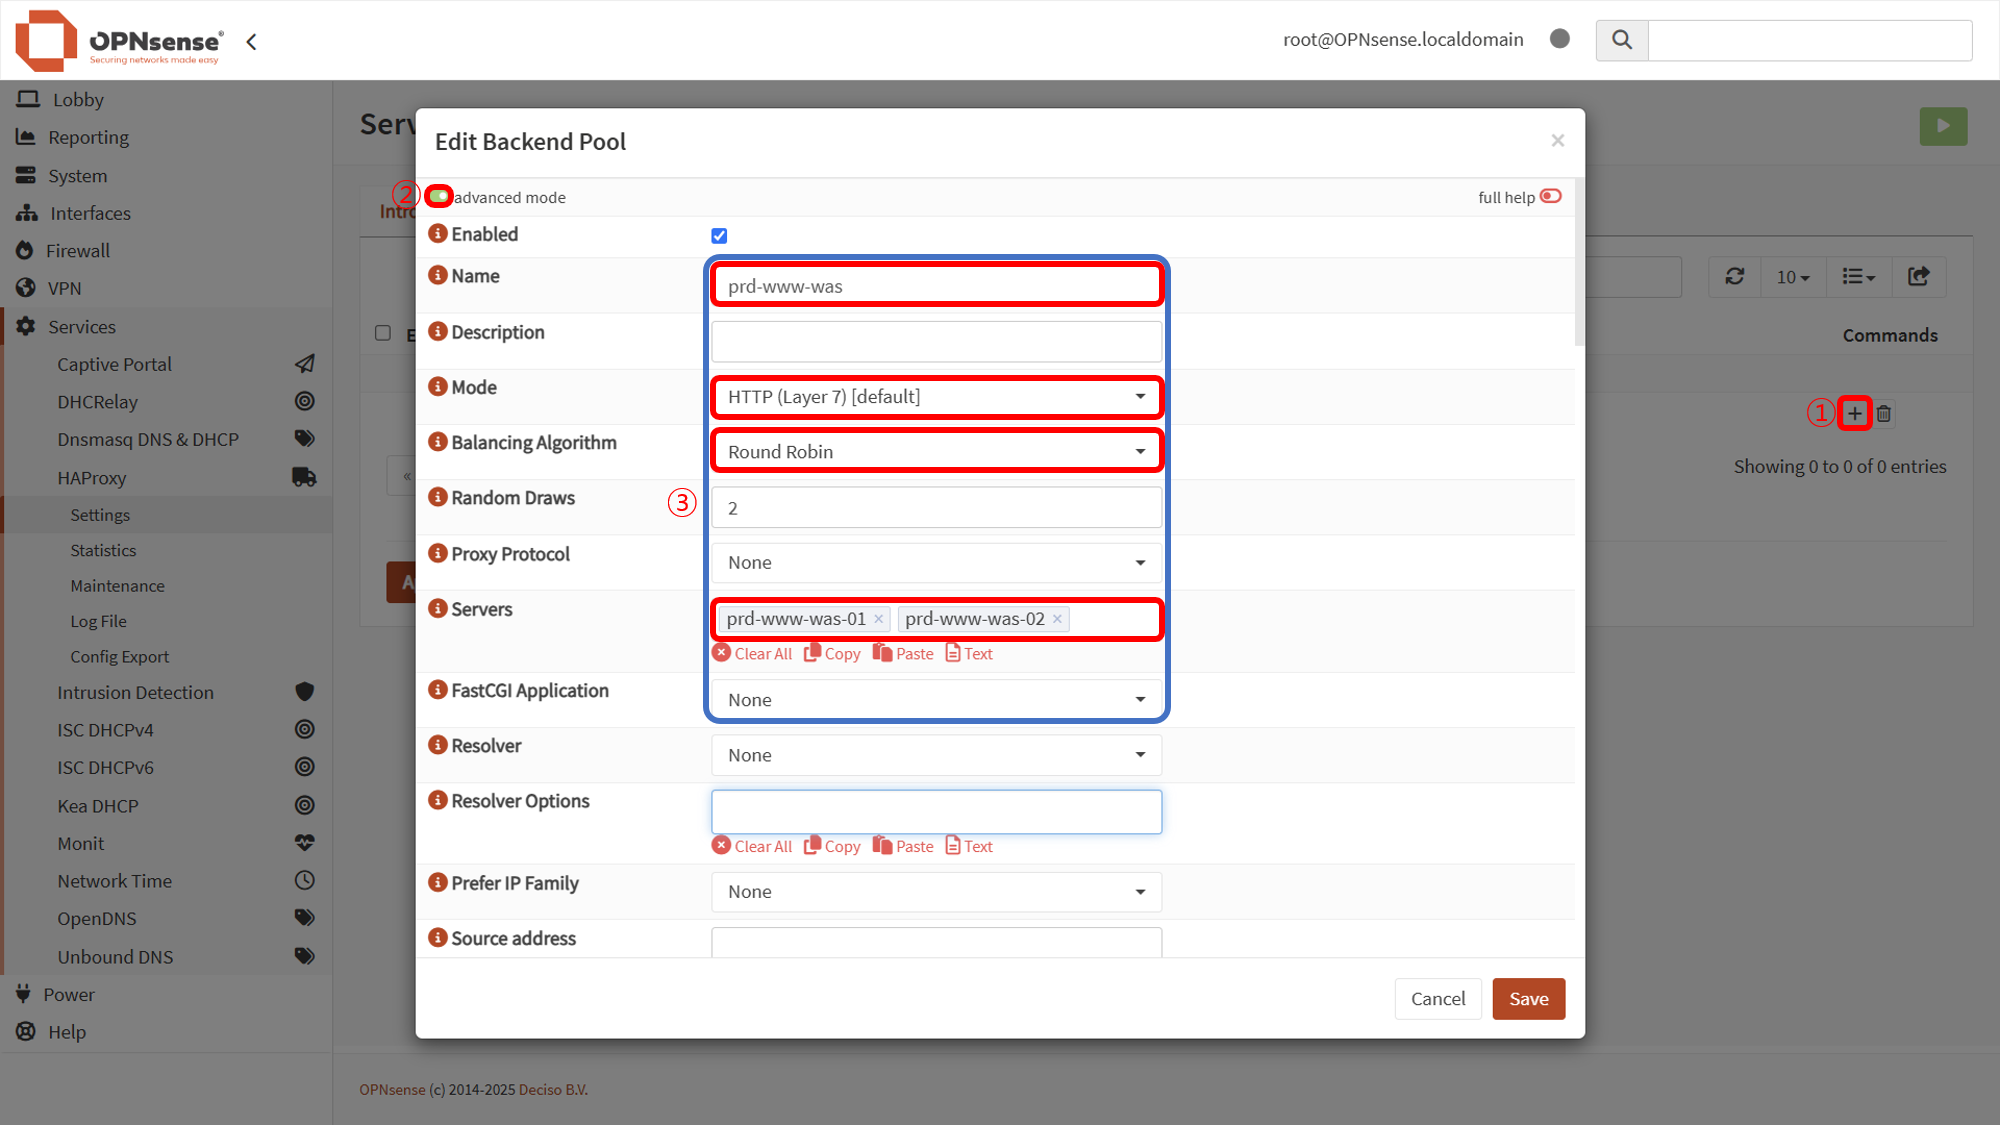 OPNsense®
Securing networks made easy
root@OPNsense.localdomain
Lobby
Reporting
System
Interfaces
Firewall
VPN
Services
Captive Portal
DHCRelay
Dnsmasq DNS & DHCP
HAProxy
Settings
Statistics
Maintenance
Log File
Config Export
Intrusion Detection
ISC DHCPv4
ISC DHCPv6
Kea DHCP
Monit
Network Time
OpenDNS
Unbound DNS
Power
Help
Serv
Intro
Edit Backend Pool
×
② advanced mode
full help
Enabled
Name
prd-www-was
Description
Mode
HTTP (Layer 7) [default]
Balancing Algorithm
Round Robin
Random Draws
③
2
Proxy Protocol
None
Servers
prd-www-was-01 × prd-www-was-02 ×
Clear All Copy Paste Text
FastCGI Application
None
Resolver
None
Resolver Options
Clear All Copy Paste Text
Prefer IP Family
None
Source address
Cancel
Save
10
E
Commands
① +
«
Showing 0 to 0 of 0 entries
A
OPNsense (c) 2014-2025 Deciso B.V.